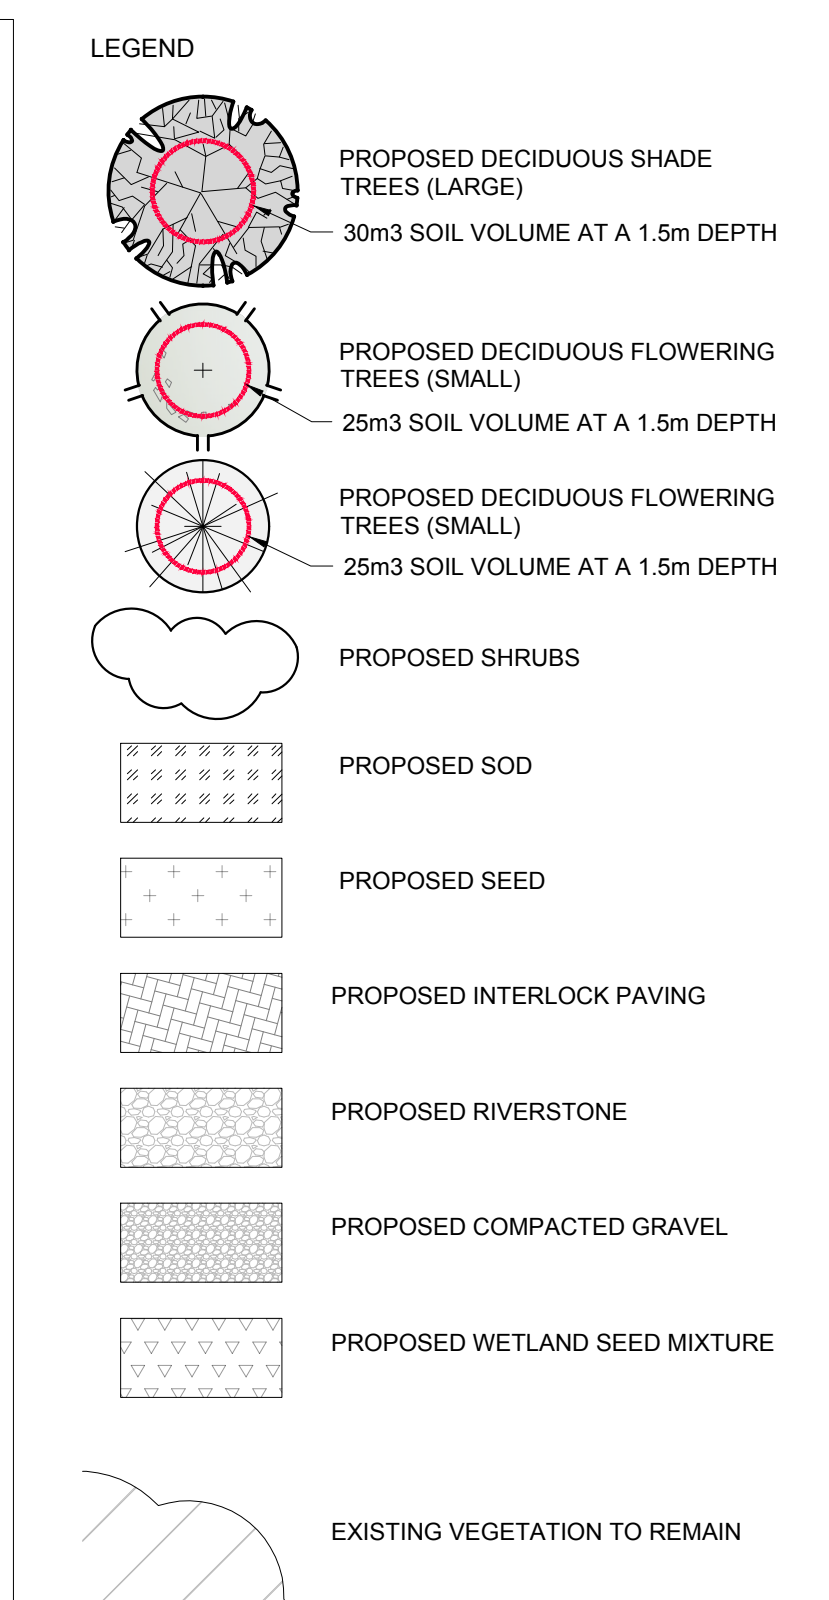 LEGEND
PROPOSED DECIDUOUS SHADE
TREES (LARGE)
30m3 SOIL VOLUME AT A 1.5m DEPTH
PROPOSED DECIDUOUS FLOWERING
TREES (SMALL)
25m3 SOIL VOLUME AT A 1.5m DEPTH
PROPOSED DECIDUOUS FLOWERING
TREES (SMALL)
25m3 SOIL VOLUME AT A 1.5m DEPTH
PROPOSED SHRUBS
PROPOSED SOD
PROPOSED SEED
PROPOSED INTERLOCK PAVING
PROPOSED RIVERSTONE
PROPOSED COMPACTED GRAVEL
PROPOSED WETLAND SEED MIXTURE
EXISTING VEGETATION TO REMAIN